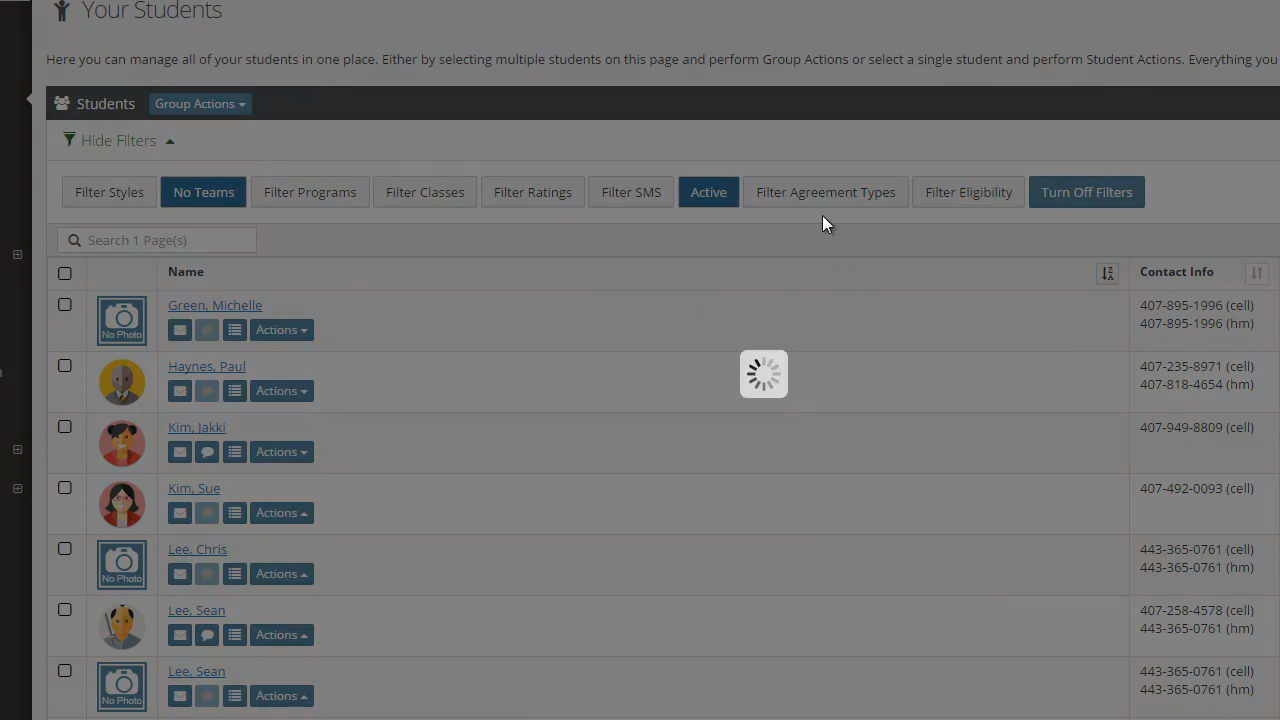 Your Students
Here you can manage all of your students in one place. Either by selecting multiple students on this page and perform Group Actions or select a single student and perform Student Actions. Everything you
Students Group Actions
Hide Filters
Filter Styles No Teams Filter Programs Filter Classes Filter Ratings Filter SMS Active Filter Agreement Types Filter Eligibility Turn Off Filters
Search 1 Page(s)
Name Contact Info
Green, Michelle 407-895-1996 (cell)
No Photo Actions 407-895-1996 (hm)
Haynes, Paul 407-235-8971 (cell)
Actions 407-818-4654 (hm)
Kim, Jakki 407-949-8809 (cell)
Actions
Kim, Sue 407-492-0093 (cell)
Actions
Lee, Chris 443-365-0761 (cell)
No Photo Actions 443-365-0761 (hm)
Lee, Sean 407-258-4578 (cell)
Actions 443-365-0761 (hm)
Lee, Sean 443-365-0761 (cell)
No Photo Actions 443-365-0761 (hm)